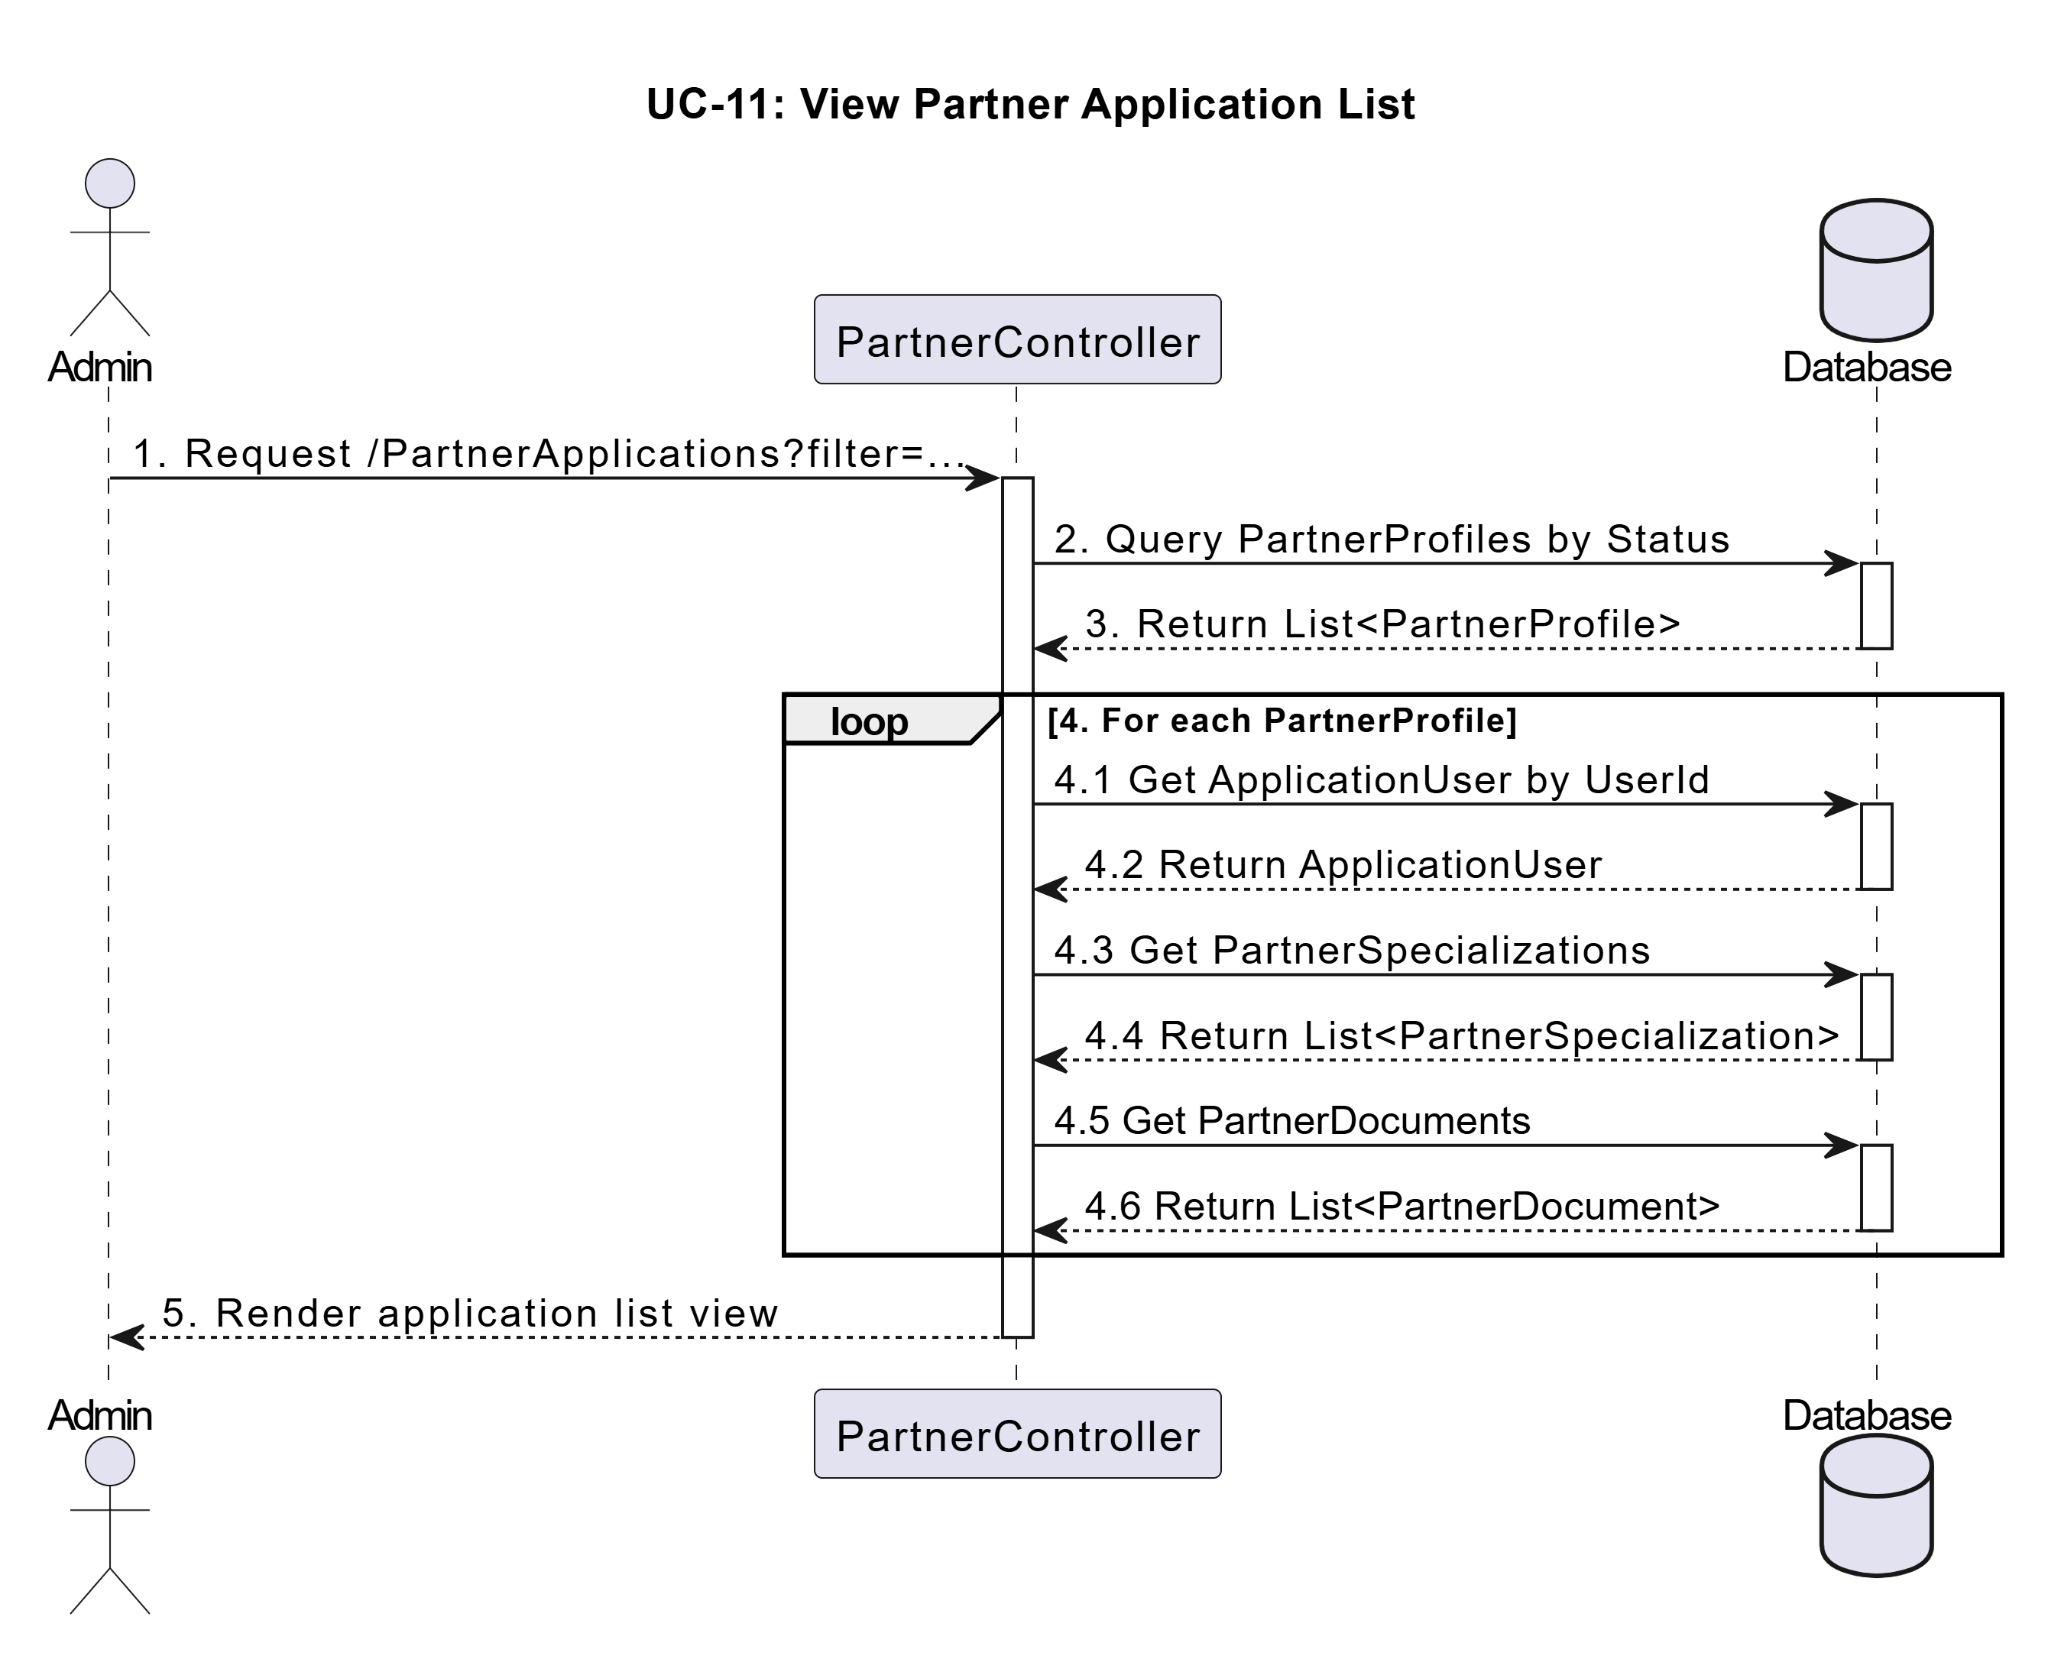 UC-11: View Partner Application List
Admin
PartnerController
Database
1. Request /PartnerApplications?filter=...
2. Query PartnerProfiles by Status
3. Return List<PartnerProfile>
loop
[4. For each PartnerProfile]
4.1 Get ApplicationUser by UserId
4.2 Return ApplicationUser
4.3 Get PartnerSpecializations
4.4 Return List<PartnerSpecialization>
4.5 Get PartnerDocuments
4.6 Return List<PartnerDocument>
5. Render application list view
Admin
PartnerController
Database